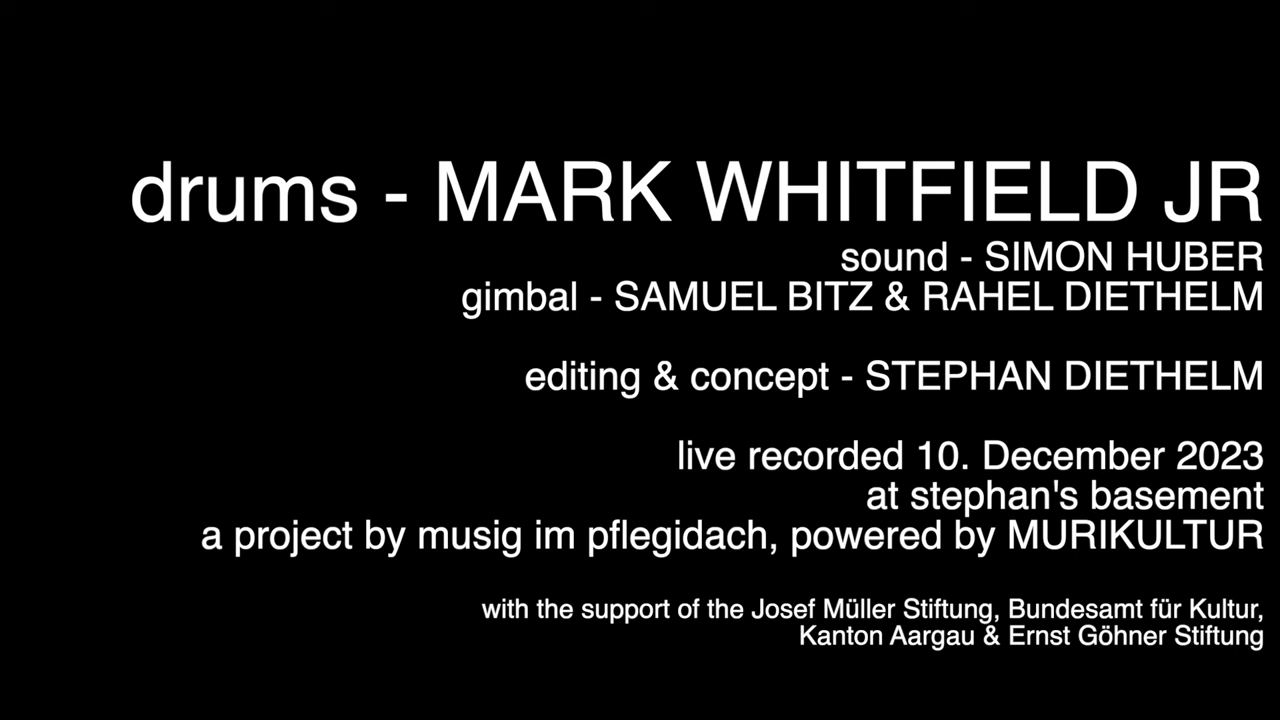 drums - MARK WHITFIELD JR
sound - SIMON HUBER
gimbal - SAMUEL BITZ & RAHEL DIETHELM
editing & concept - STEPHAN DIETHELM
live recorded 10. December 2023
at stephan's basement
a project by musig im pflegidach, powered by MURIKULTUR
with the support of the Josef Müller Stiftung, Bundesamt für Kultur,
Kanton Aargau & Ernst Göhner Stiftung